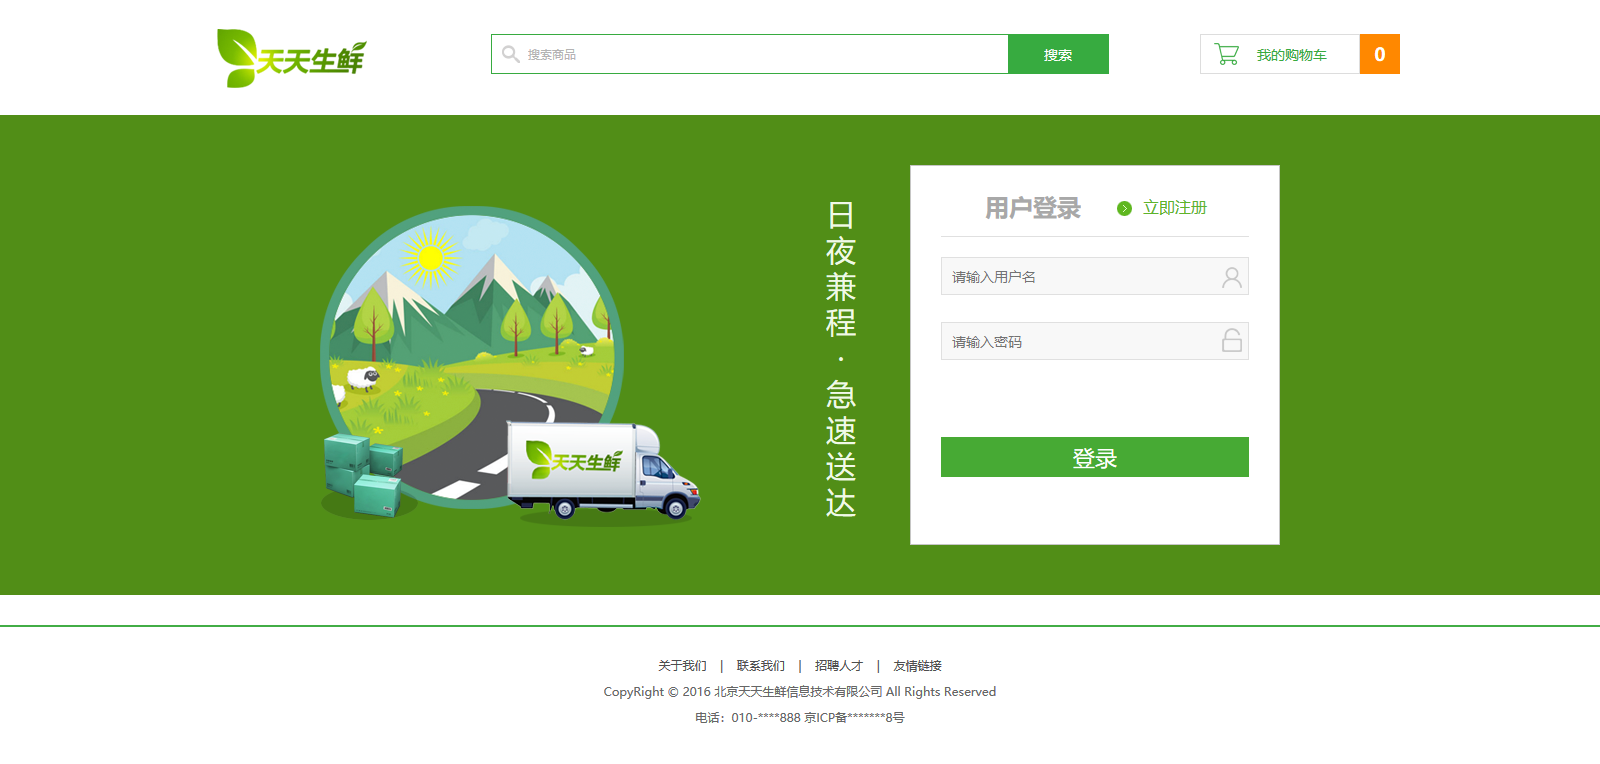 天天生鲜
搜索商品
搜索
我的购物车
0
日夜兼程·急速送达
天天生鲜
用户登录
立即注册
请输入用户名
请输入密码
登录
关于我们 | 联系我们 | 招聘人才 | 友情链接
CopyRight © 2016 北京天天生鲜信息技术有限公司 All Rights Reserved
电话：010-****888 京ICP备*******8号